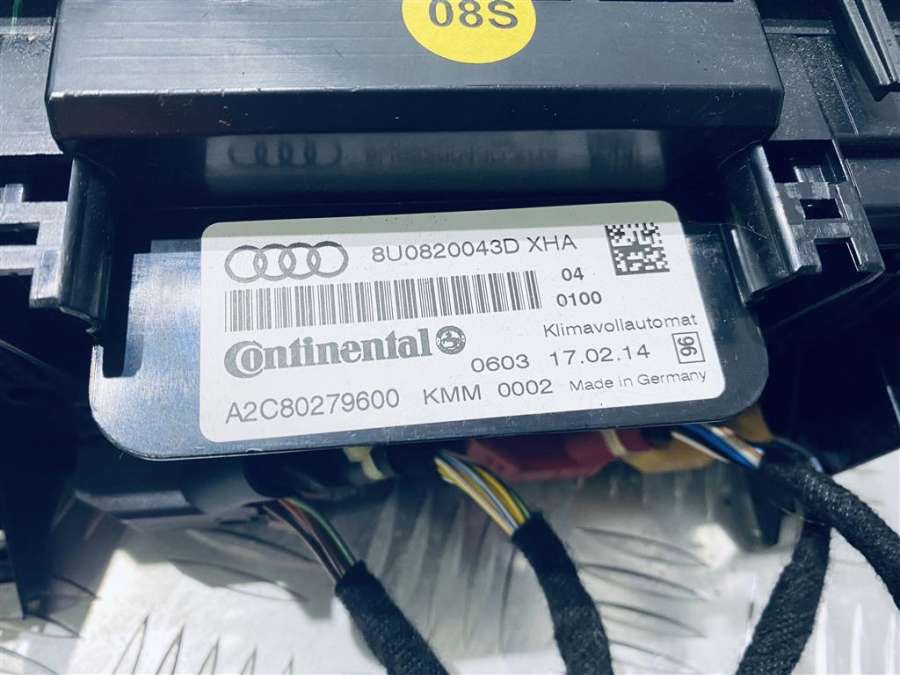 08S
8U0820043D XHA
04
0100
Continental
Klimavollautomat
0603 17.02.14
96
A2C80279600 KMM 0002 Made in Germany